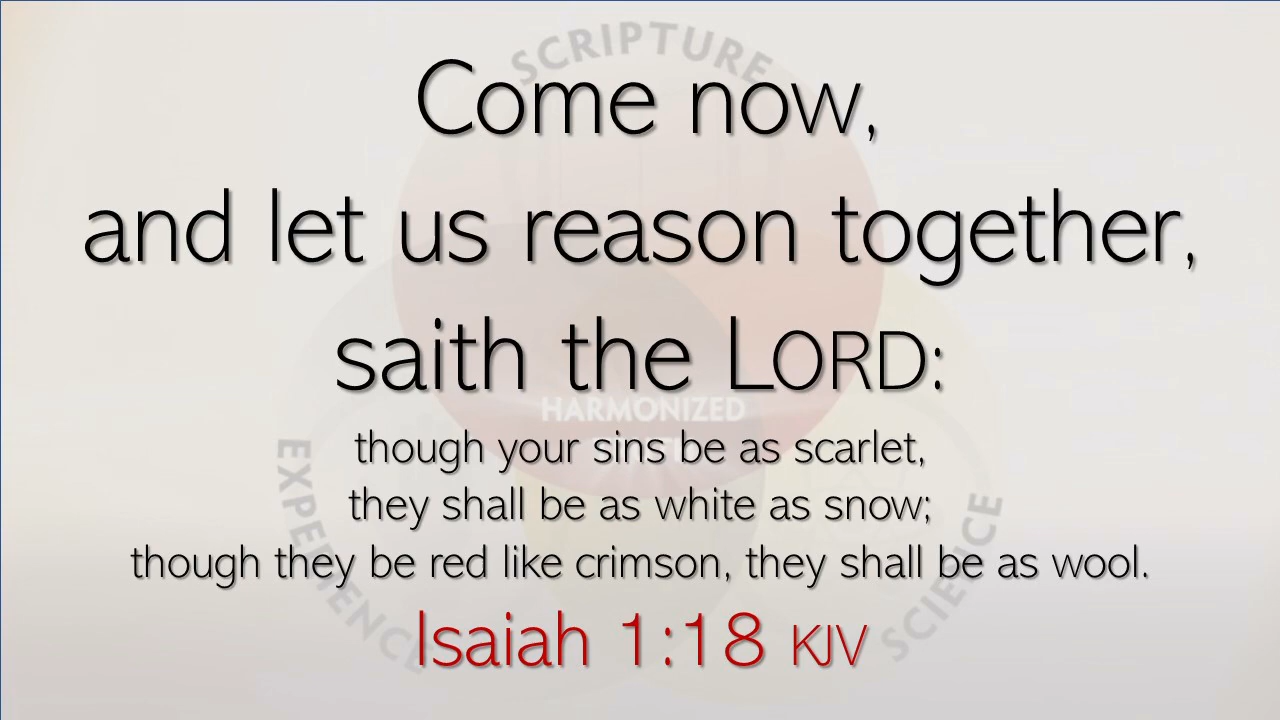 SCRIPTURE
Come now,
and let us reason together,
saith the LORD:
HARMONIZED
though your sins be as scarlet,
they shall be as white as snow;
though they be red like crimson, they shall be as wool.
EXPERIENCE
SCIENCE
Isaiah 1:18 KJV